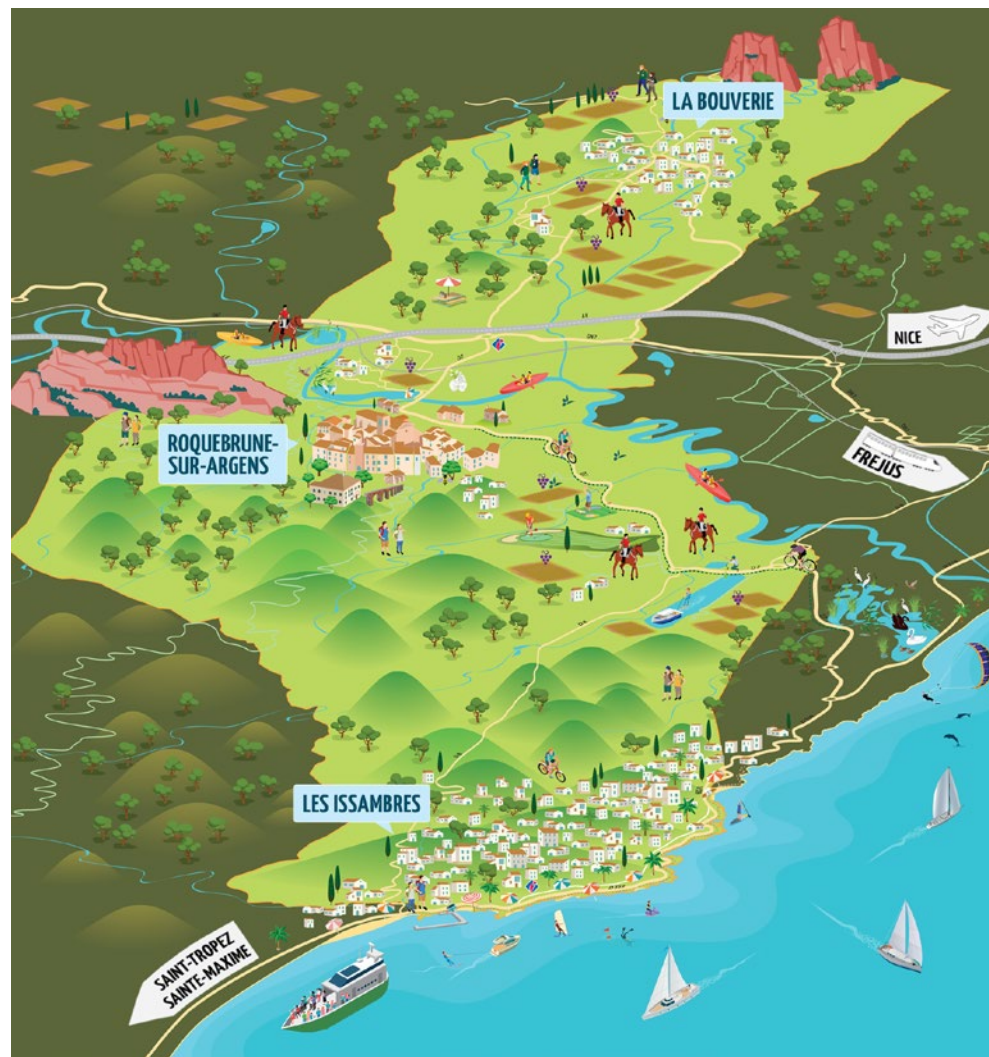 LA BOUVERIE
NICE
ROQUEBRUNE-
SUR-ARGENS
FREJUS
LES ISSAMBRES
SAINT-TROPEZ
SAINTE-MAXIME